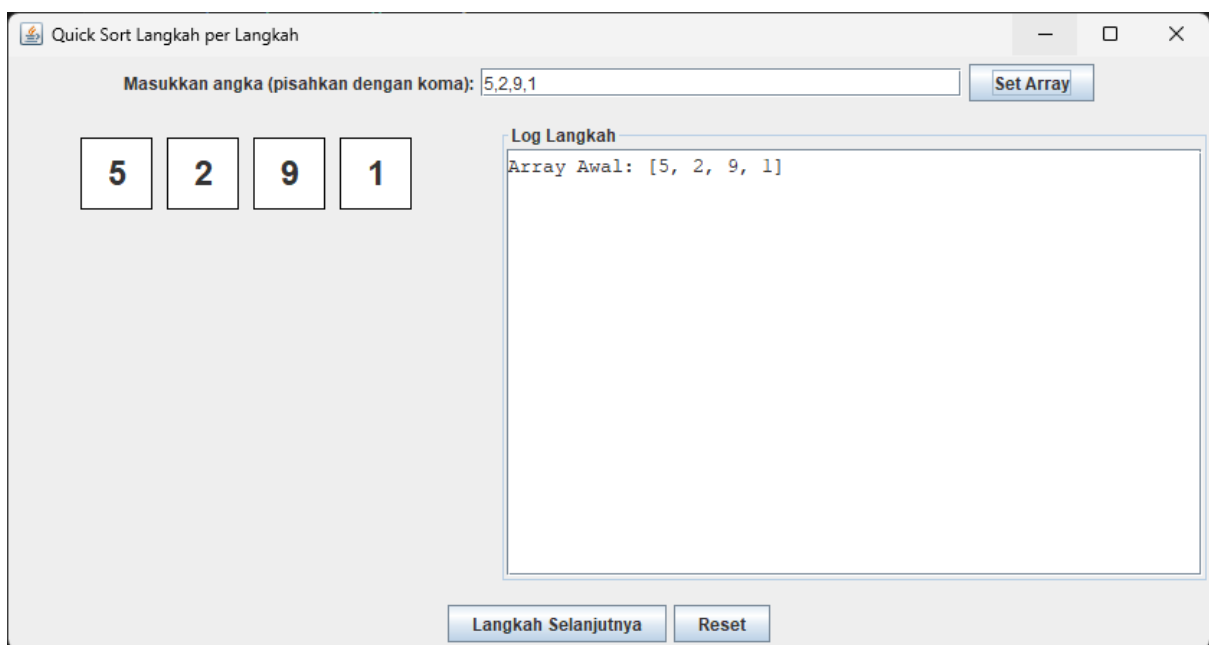 Quick Sort Langkah per Langkah
Masukkan angka (pisahkan dengan koma): 5,2,9,1 Set Array
5 2 9 1
Log Langkah
Array Awal: [5, 2, 9, 1]
Langkah Selanjutnya Reset